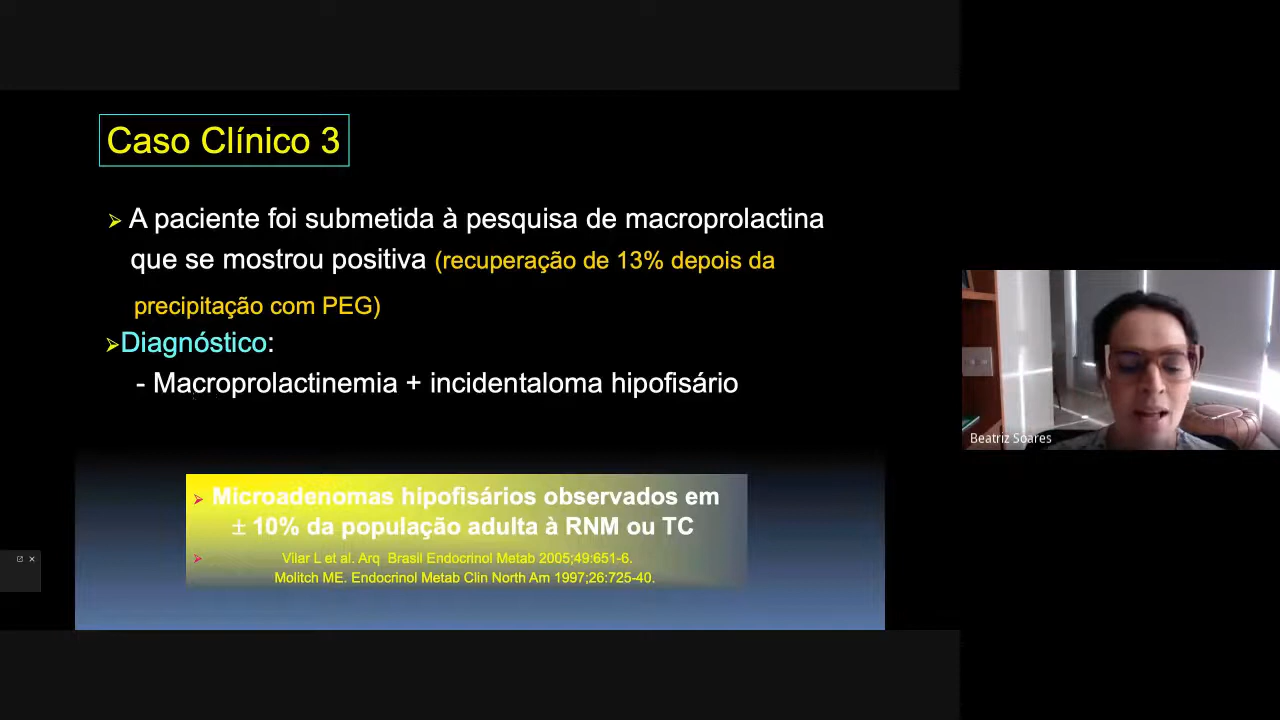 Caso Clínico 3
➢ A paciente foi submetida à pesquisa de macroprolactina
que se mostrou positiva (recuperação de 13% depois da
precipitação com PEG)
➢Diagnóstico:
- Macroprolactinemia + incidentaloma hipofisário
➢ Microadenomas hipofisários observados em
± 10% da população adulta à RNM ou TC
➢ Vilar L et al. Arq Brasil Endocrinol Metab 2005;49:651-6.
Molitch ME. Endocrinol Metab Clin North Am 1997;26:725-40.
Beatriz Soares